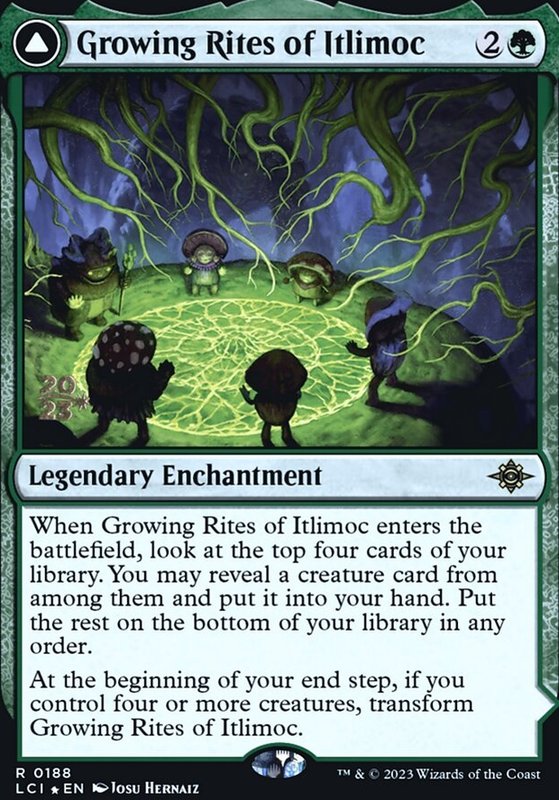 Growing Rites of Itlimoc 2
20
23
Legendary Enchantment
When Growing Rites of Itlimoc enters the
battlefield, look at the top four cards of your
library. You may reveal a creature card from
among them and put it into your hand. Put
the rest on the bottom of your library in any
order.
At the beginning of your end step, if you
control four or more creatures, transform
Growing Rites of Itlimoc.
R 0188
LCI ★ EN Josu Hernaiz
™ & © 2023 Wizards of the Coast